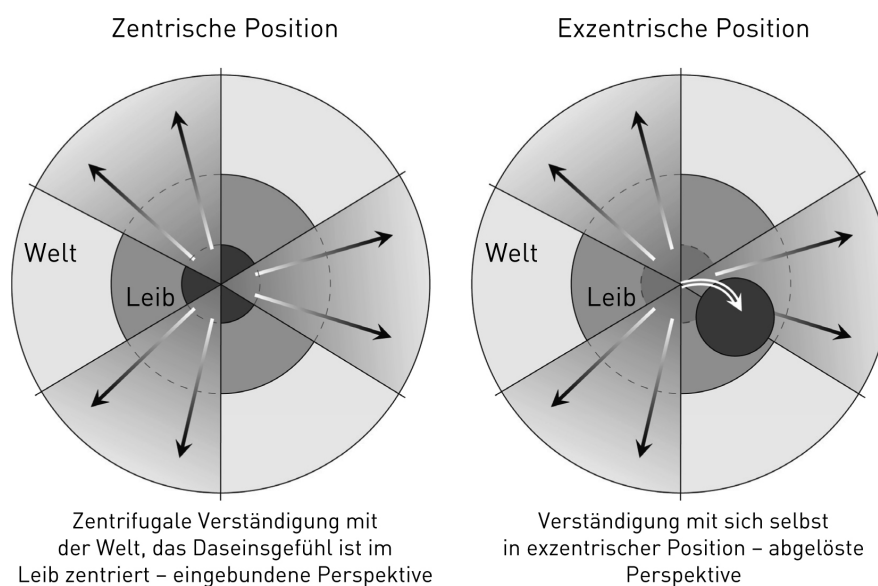 Zentrische Position
Welt
Leib
Zentrifugale Verständigung mit
der Welt, das Daseinsgefühl ist im
Leib zentriert – eingebundene Perspektive
Exzentrische Position
Welt
Leib
Verständigung mit sich selbst
in exzentrischer Position – abgelöste
Perspektive